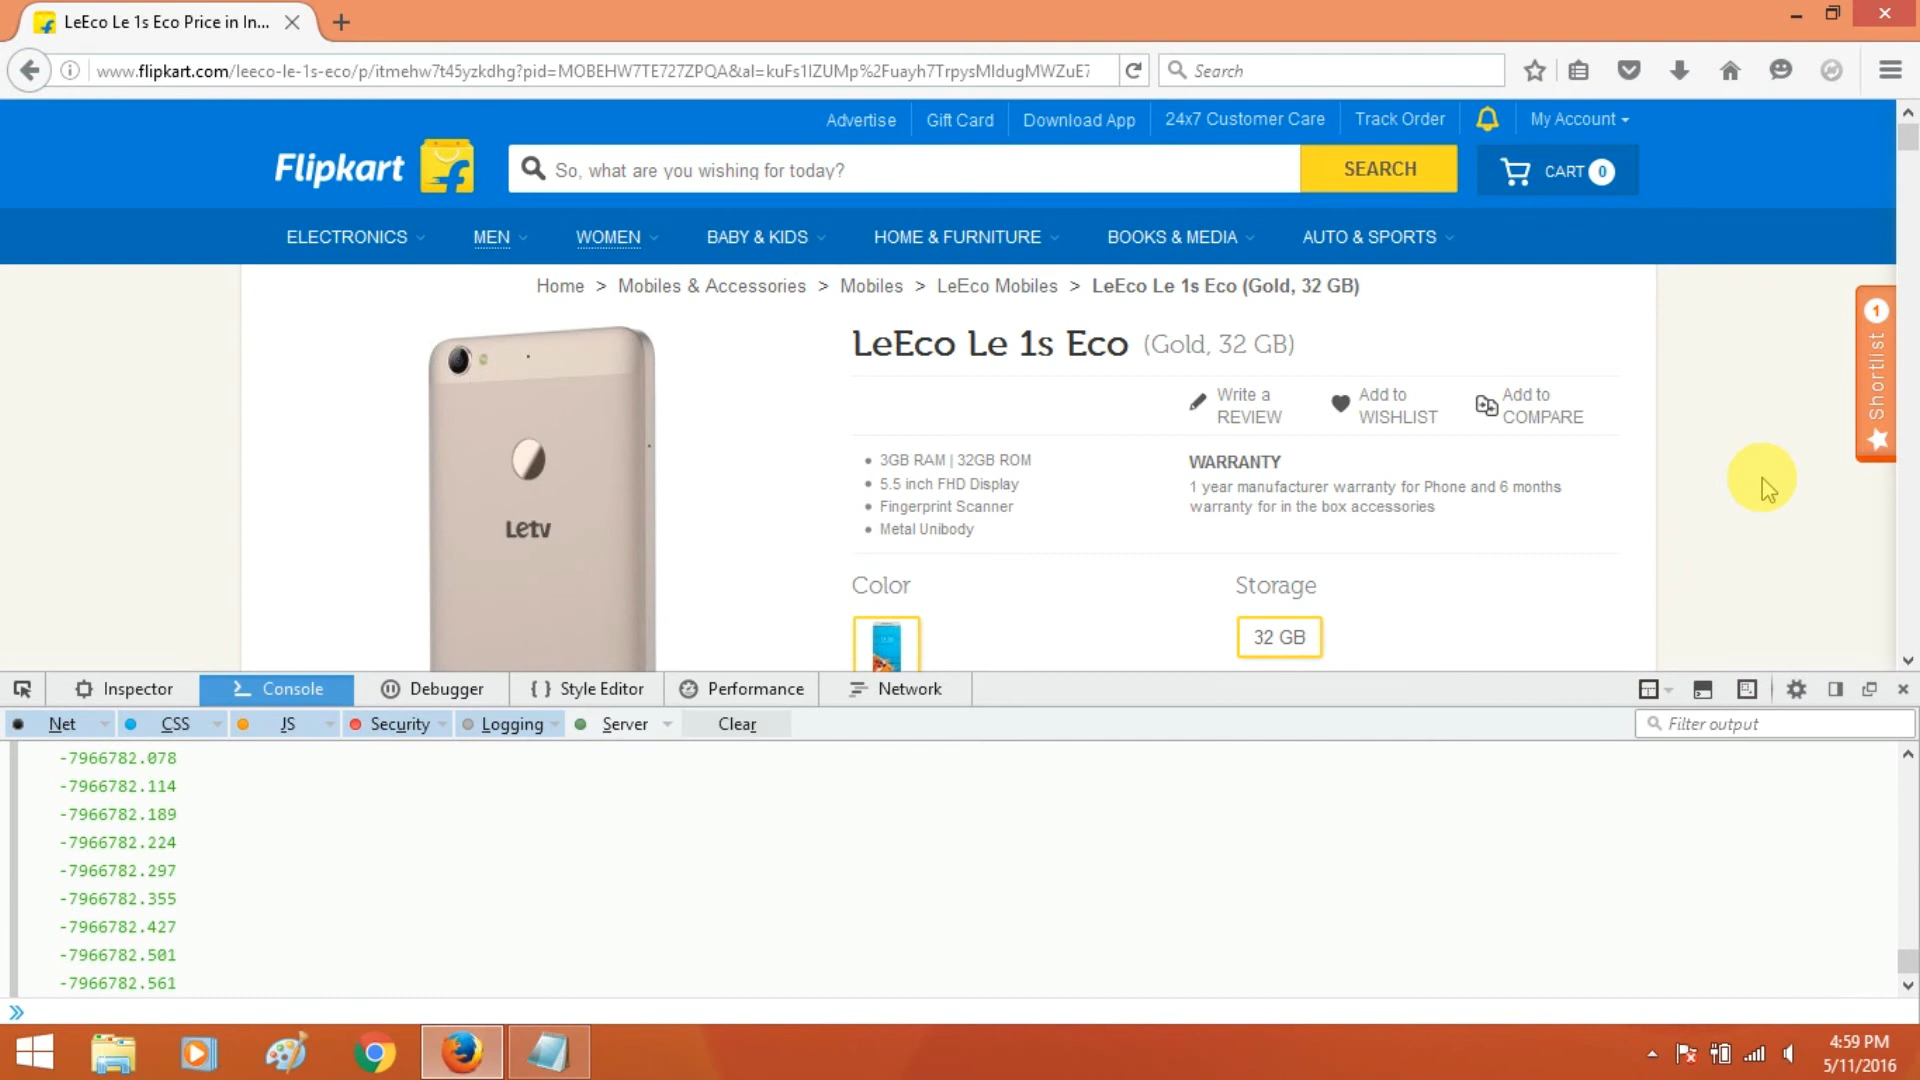 LeEco Le 1s Eco Price in In...
www.flipkart.com/leeco-le-1s-eco/p/itmehw7t45yzkdhg?pid=MOBEHW7TE727ZPQA&al=kuFs1IZUMp%2Fuayh7TrpysMIdugMWZuE7
Search
Advertise
Gift Card
Download App
24x7 Customer Care
Track Order
My Account
Flipkart
So, what are you wishing for today?
SEARCH
CART 0
ELECTRONICS
MEN
WOMEN
BABY & KIDS
HOME & FURNITURE
BOOKS & MEDIA
AUTO & SPORTS
Home > Mobiles & Accessories > Mobiles > LeEco Mobiles > LeEco Le 1s Eco (Gold, 32 GB)
1
Shortlist
Letv
LeEco Le 1s Eco (Gold, 32 GB)
Write a
REVIEW
Add to
WISHLIST
Add to
COMPARE
3GB RAM | 32GB ROM
5.5 inch FHD Display
Fingerprint Scanner
Metal Unibody
WARRANTY
1 year manufacturer warranty for Phone and 6 months
warranty for in the box accessories
Color
Storage
32 GB
Inspector
Console
Debugger
Style Editor
Performance
Network
Net
CSS
JS
Security
Logging
Server
Clear
Filter output
-7966782.078
-7966782.114
-7966782.189
-7966782.224
-7966782.297
-7966782.355
-7966782.427
-7966782.501
-7966782.561
4:59 PM
5/11/2016